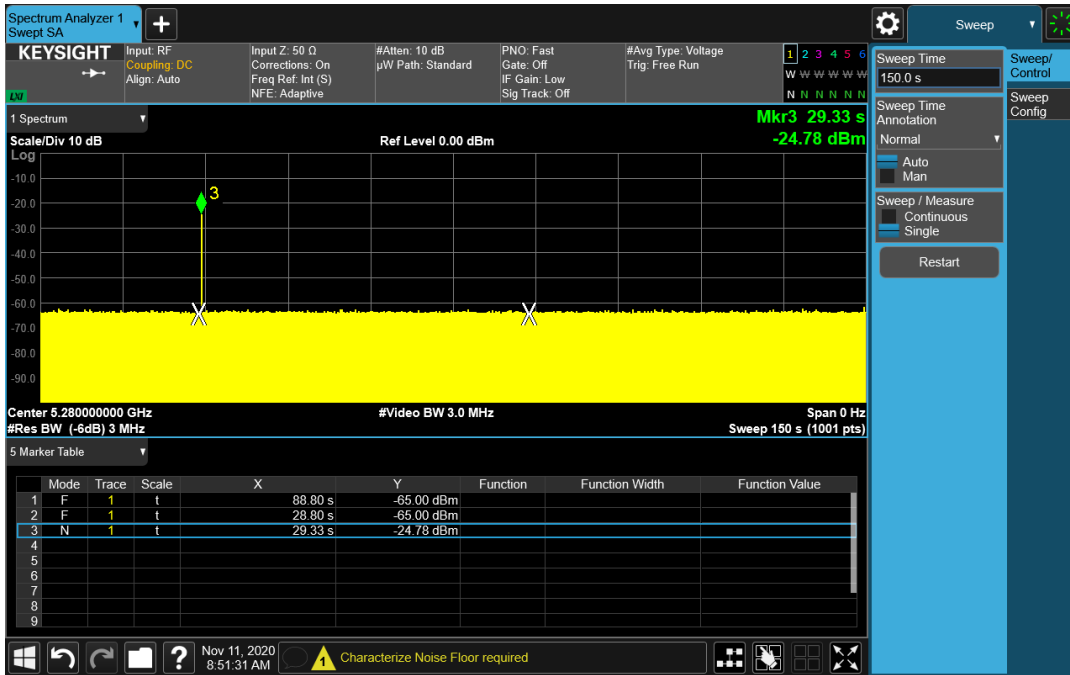 Spectrum Analyzer 1
Swept SA
Sweep
KEYSIGHT
LXI
Input: RF
Coupling: DC
Align: Auto
Input Z: 50 Ω
Corrections: On
Freq Ref: Int (S)
NFE: Adaptive
#Atten: 10 dB
µW Path: Standard
PNO: Fast
Gate: Off
IF Gain: Low
Sig Track: Off
#Avg Type: Voltage
Trig: Free Run
1 2 3 4 5 6
W W W W W W
N N N N N N
Sweep Time
150.0 s
Sweep Time
Annotation
Normal
Auto
Man
Sweep / Measure
Continuous
Single
Restart
Sweep/
Control
Sweep
Config
1 Spectrum
Mkr3 29.33 s
-24.78 dBm
Scale/Div 10 dB
Ref Level 0.00 dBm
Log
-10.0
3
-20.0
-30.0
-40.0
-50.0
-60.0
-70.0
-80.0
-90.0
Center 5.280000000 GHz
#Video BW 3.0 MHz
Span 0 Hz
#Res BW (-6dB) 3 MHz
Sweep 150 s (1001 pts)
5 Marker Table
Mode Trace Scale X Y Function Function Width Function Value
1 F 1 t 88.80 s -65.00 dBm
2 F 1 t 28.80 s -65.00 dBm
3 N 1 t 29.33 s -24.78 dBm
4
5
6
7
8
9
?
Nov 11, 2020
8:51:31 AM
1
Characterize Noise Floor required